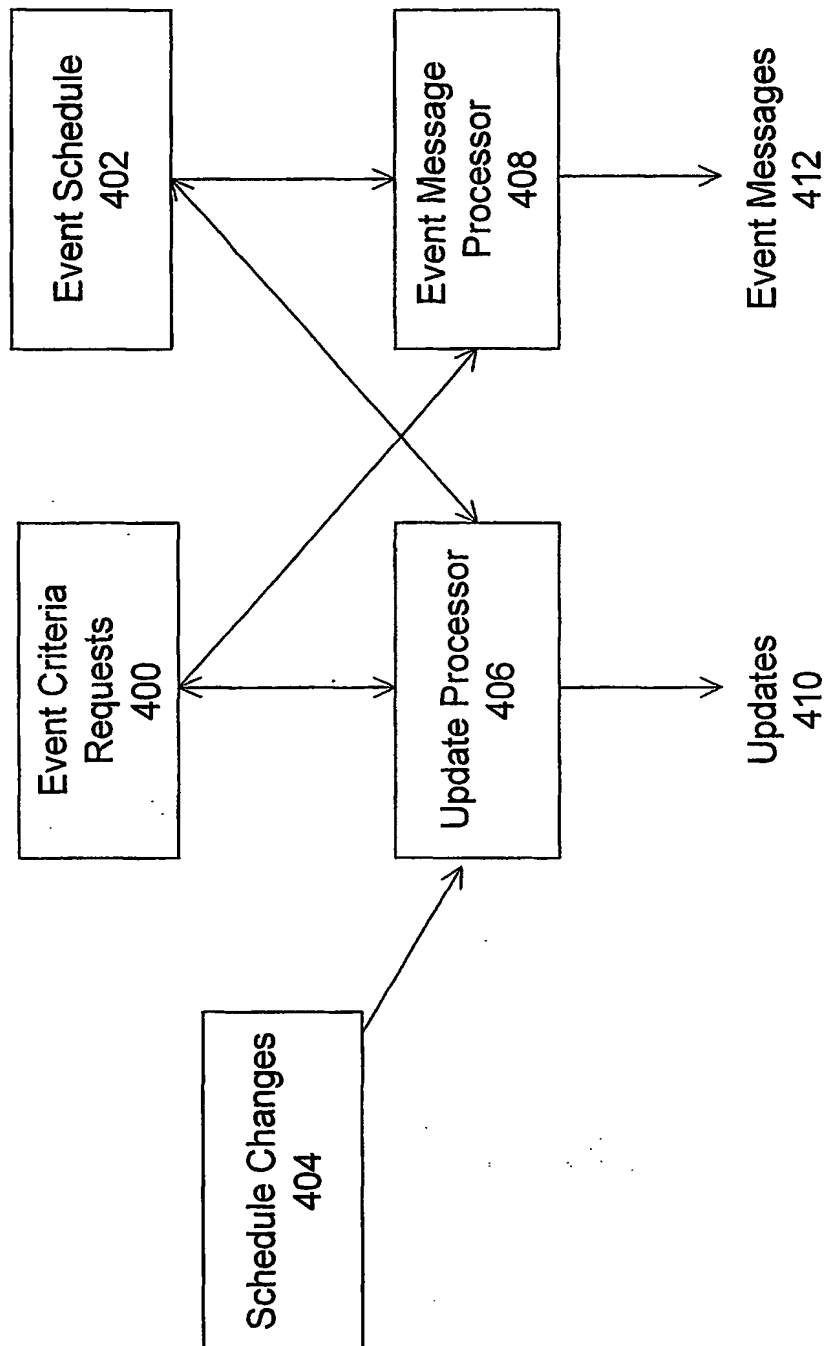 Event Criteria
Requests
400
Event Schedule
402
Schedule Changes
404
Update Processor
406
Event Message
Processor
408
Updates
410
Event Messages
412